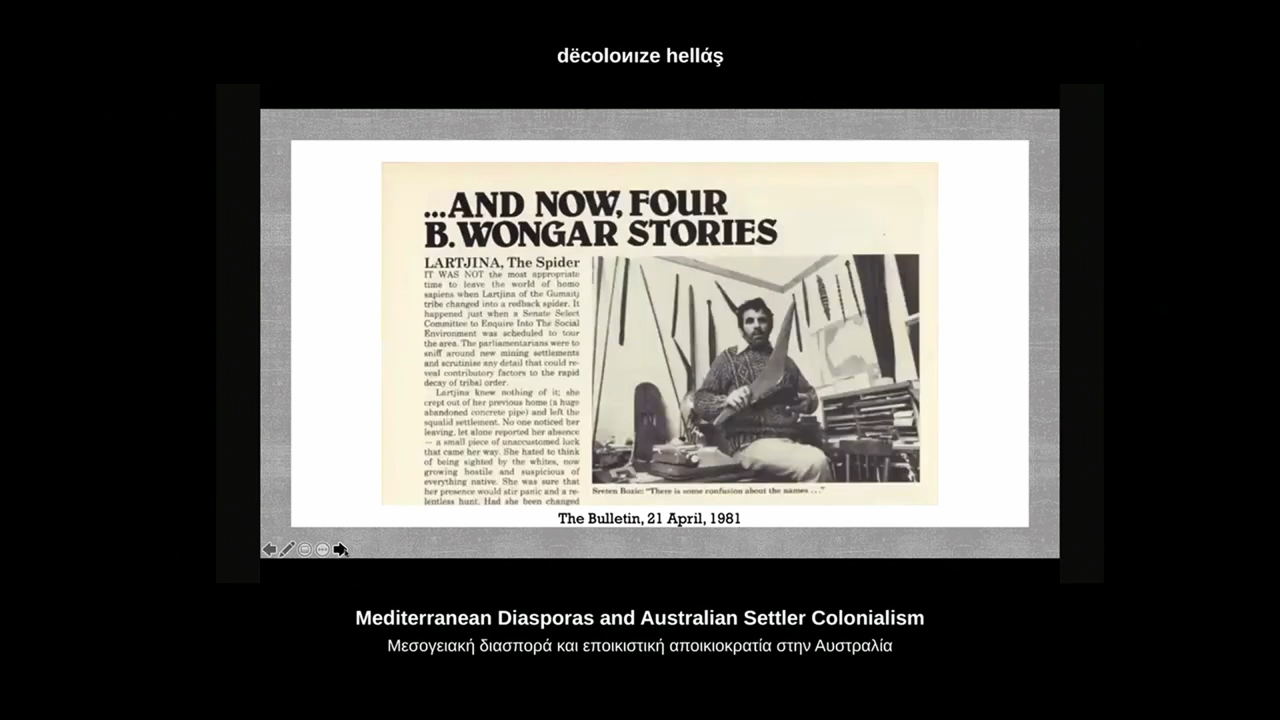 dëcoloиιze hellάş
...AND NOW, FOUR
B.WONGAR STORIES
LARTJINA, The Spider
IT WAS NOT the most appropriate
time to leave the world of homo
sapiens when Lartjina of the Gumaitj
tribe changed into a redback spider. It
happened just when a Senate Select
Committee to Enquire Into The Social
Environment was scheduled to tour
the area. The parliamentarians were to
sniff around new mining settlements
and scrutinise any detail that could re-
veal contributory factors to the rapid
decay of tribal order.
Lartjina knew nothing of it; she
crept out of her previous home (a huge
abandoned concrete pipe) and left the
squalid settlement. No one noticed her
leaving, let alone reported her absence
— a small piece of unaccustomed luck
that came her way. She hated to think
of being sighted by the whites, now
growing hostile and suspicious of
everything native. She was sure that
her presence would stir panic and a re-
lentless hunt. Had she been changed
Sreten Bozic: "There is some confusion about the names ..."
The Bulletin, 21 April, 1981
Mediterranean Diasporas and Australian Settler Colonialism
Μεσογειακή διασπορά και εποικιστική αποικιοκρατία στην Αυστραλία